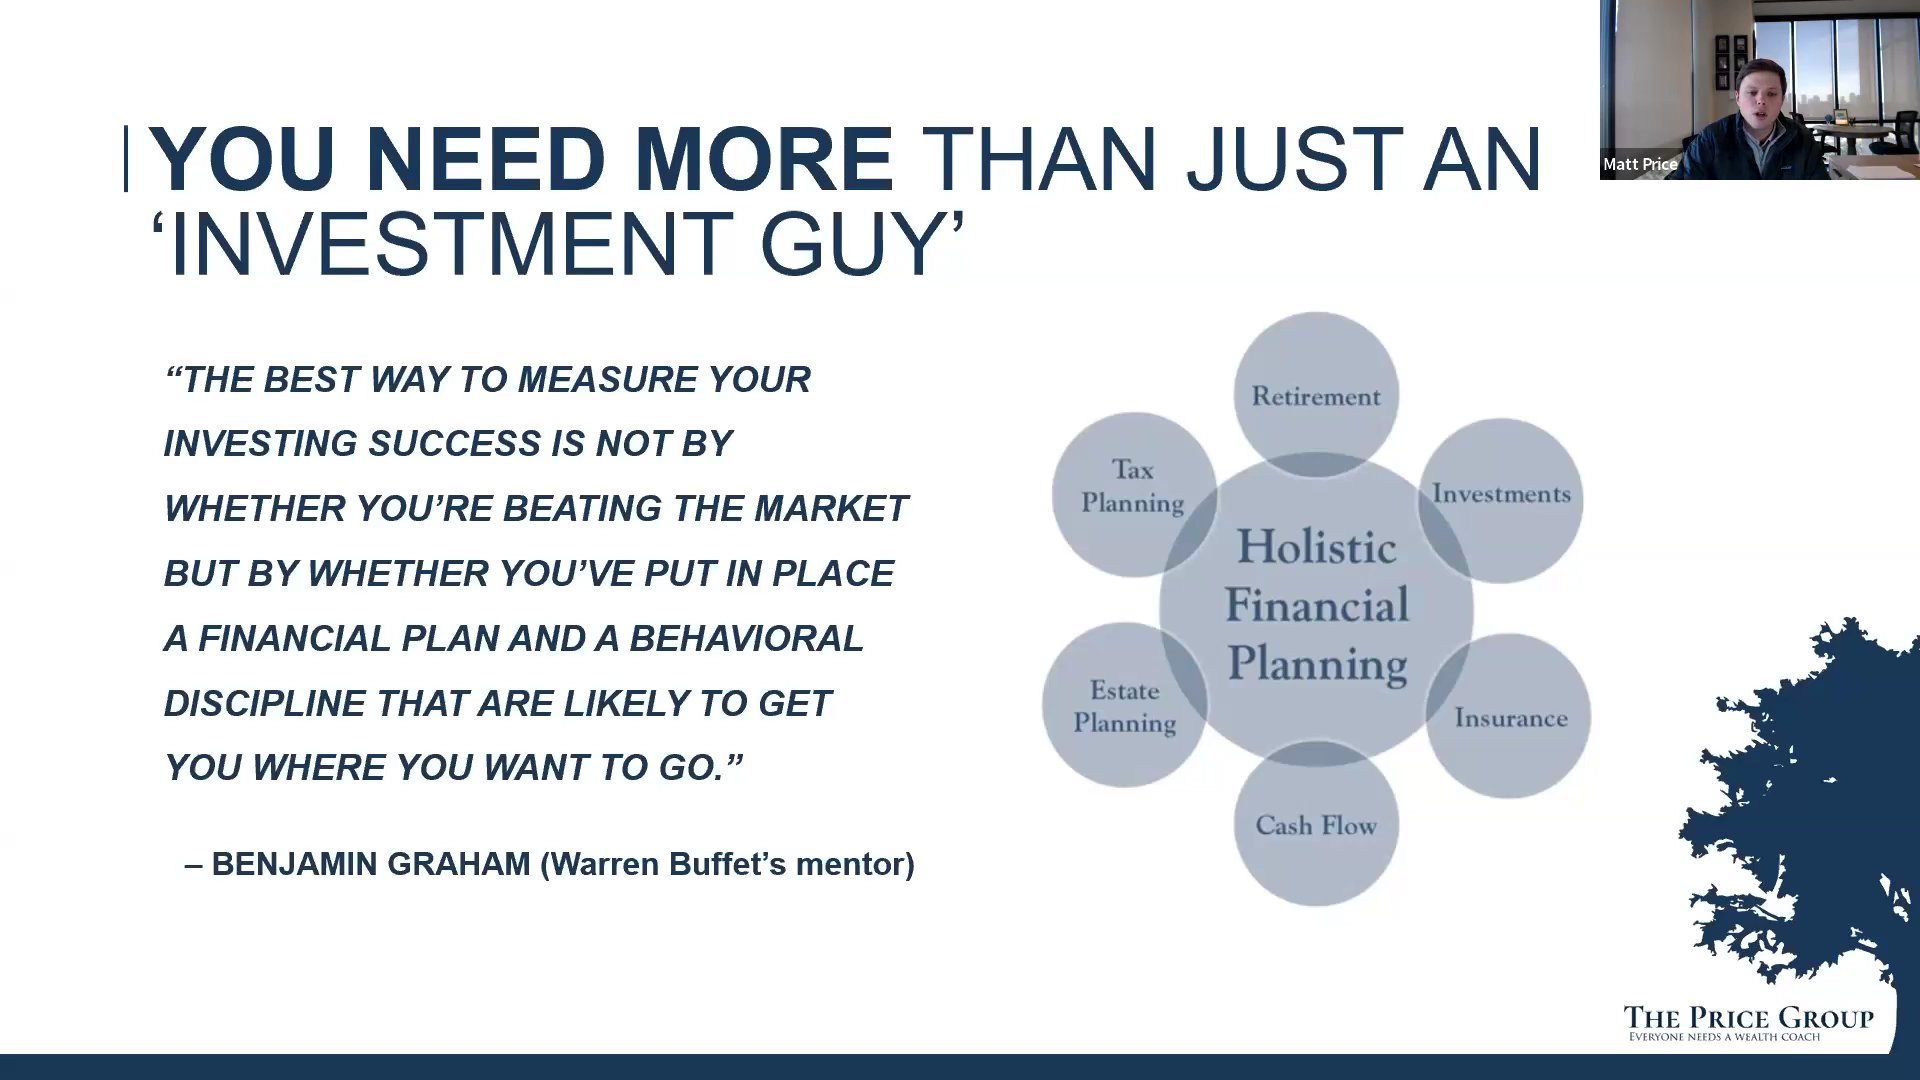 YOU NEED MORE THAN JUST AN
‘INVESTMENT GUY’
Matt Price
“THE BEST WAY TO MEASURE YOUR
INVESTING SUCCESS IS NOT BY
WHETHER YOU’RE BEATING THE MARKET
BUT BY WHETHER YOU’VE PUT IN PLACE
A FINANCIAL PLAN AND A BEHAVIORAL
DISCIPLINE THAT ARE LIKELY TO GET
YOU WHERE YOU WANT TO GO.”
– BENJAMIN GRAHAM (Warren Buffet’s mentor)
Retirement
Tax
Planning
Investments
Holistic
Financial
Planning
Estate
Planning
Insurance
Cash Flow
THE PRICE GROUP
EVERYONE NEEDS A WEALTH COACH